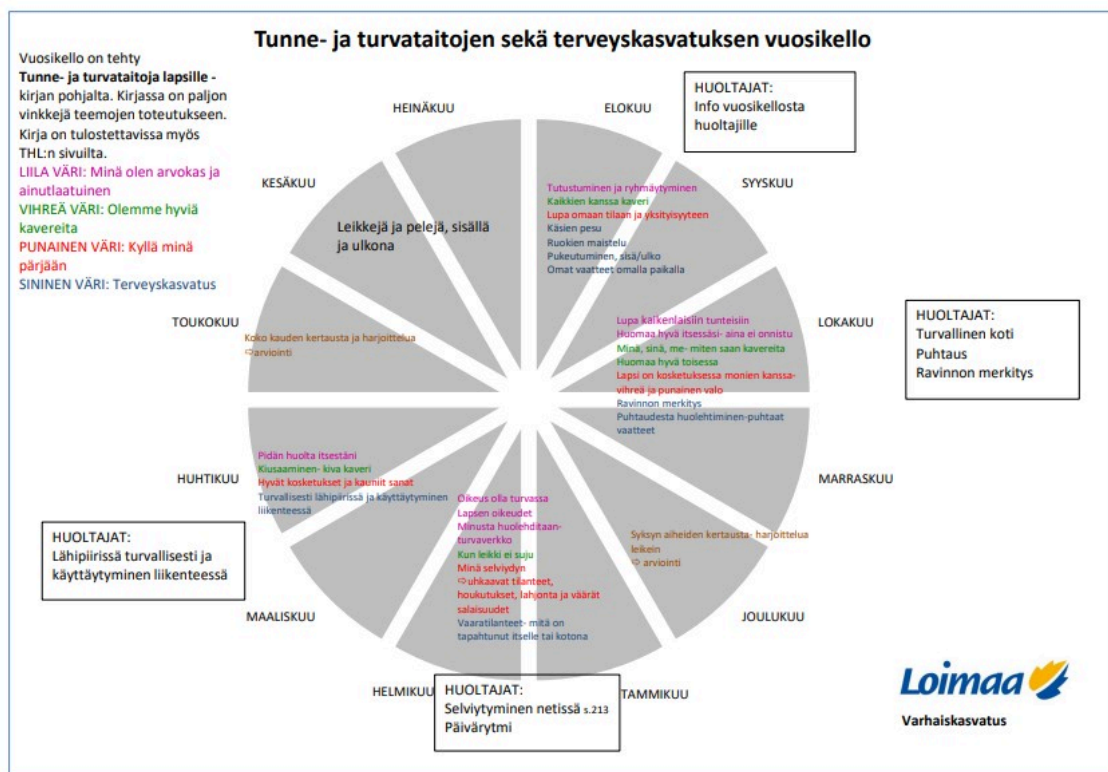 Tunne- ja turvataitojen sekä terveyskasvatuksen vuosikello
Vuosikello on tehty
Tunne- ja turvataitoja lapsille -
kirjan pohjalta. Kirjassa on paljon
vinkkejä teemojen toteutukseen.
Kirja on tulostettavissa myös
THL:n sivuilta.
LIILA VÄRI: Minä olen arvokas ja
ainutlaatuinen
VIHREÄ VÄRI: Olemme hyviä
kavereita
PUNAINEN VÄRI: Kyllä minä
pärjään
SININEN VÄRI: Terveyskasvatus
HEINÄKUU
ELOKUU
HUOLTAJAT:
Info vuosikellosta
huoltajille
KESÄKUU
SYYSKUU
Leikkejä ja pelejä, sisällä
ja ulkona
Tutustuminen ja ryhmäytyminen
Kaikkien kanssa kaveri
Lupa omaan tilaan ja yksityisyyteen
Käsien pesu
Ruokien maistelu
Pukeutuminen, sisä/ulko
Omat vaatteet omalla paikalla
TOUKOKUU
Koko kauden kertausta ja harjoittelua
⇨arviointi
LOKAKUU
Lupa kaikenlaisiin tunteisiin
Huomaa hyvä itsessäsi- aina ei onnistu
Minä, sinä, me- miten saan kavereita
Huomaa hyvä toisessa
Lapsi on kosketuksessa monien kanssa-
vihreä ja punainen valo
Ravinnon merkitys
Puhtaudesta huolehtiminen-puhtaat
vaatteet
HUOLTAJAT:
Turvallinen koti
Puhtaus
Ravinnon merkitys
HUHTIKUU
Pidän huolta itsestäni
Kiusaaminen- kiva kaveri
Hyvät kosketukset ja kauniit sanat
Turvallisesti lähipiirissä ja käyttäytyminen
liikenteessä
MARRASKUU
HUOLTAJAT:
Lähipiirissä turvallisesti ja
käyttäytyminen liikenteessä
Oikeus olla turvassa
Lapsen oikeudet
Minusta huolehditaan-
turvaverkko
Kun leikki ei suju
Minä selviydyn
⇨uhkaavat tilanteet,
houkutukset, lahjonta ja väärät
salaisuudet
Vaaratilanteet- mitä on
tapahtunut itselle tai kotona
Syksyn aiheiden kertausta- harjoittelua
leikein
⇨ arviointi
MAALISKUU
JOULUKUU
HELMIKUU
TAMMIKUU
HUOLTAJAT:
Selviytyminen netissä s.213
Päivärytmi
Loimaa
Varhaiskasvatus